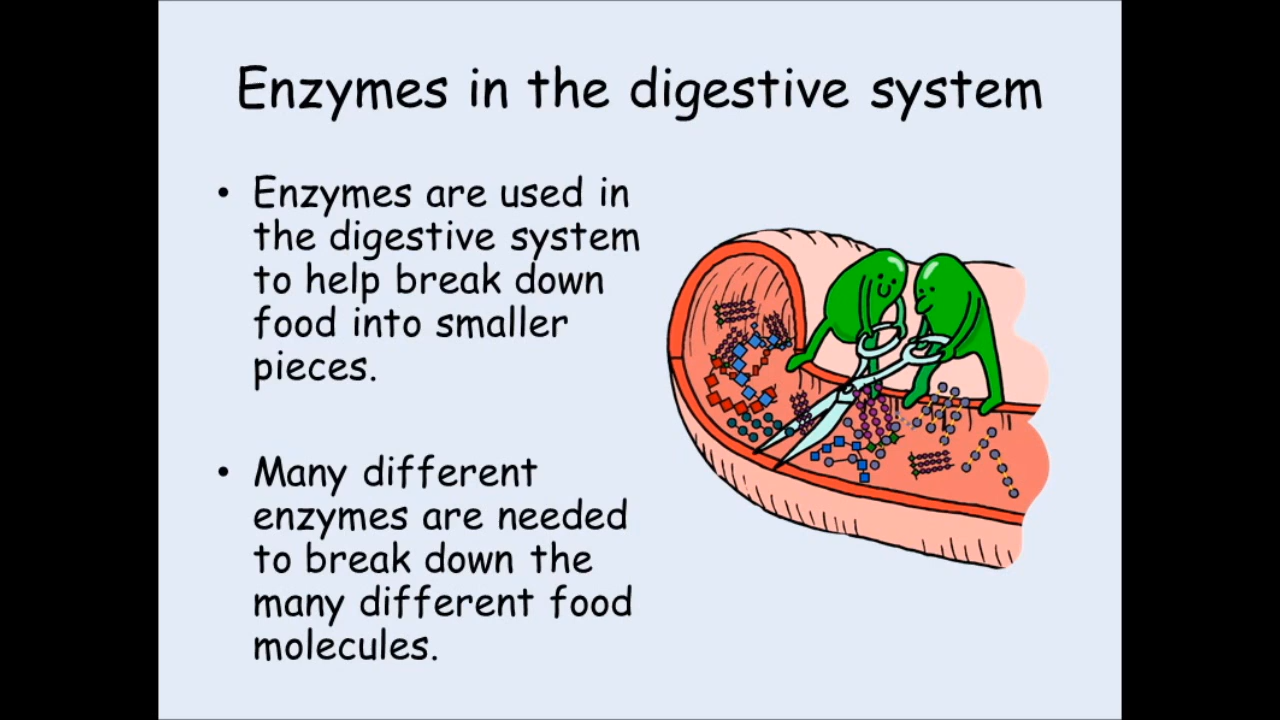 Enzymes in the digestive system
• Enzymes are used in
the digestive system
to help break down
food into smaller
pieces.
• Many different
enzymes are needed
to break down the
many different food
molecules.